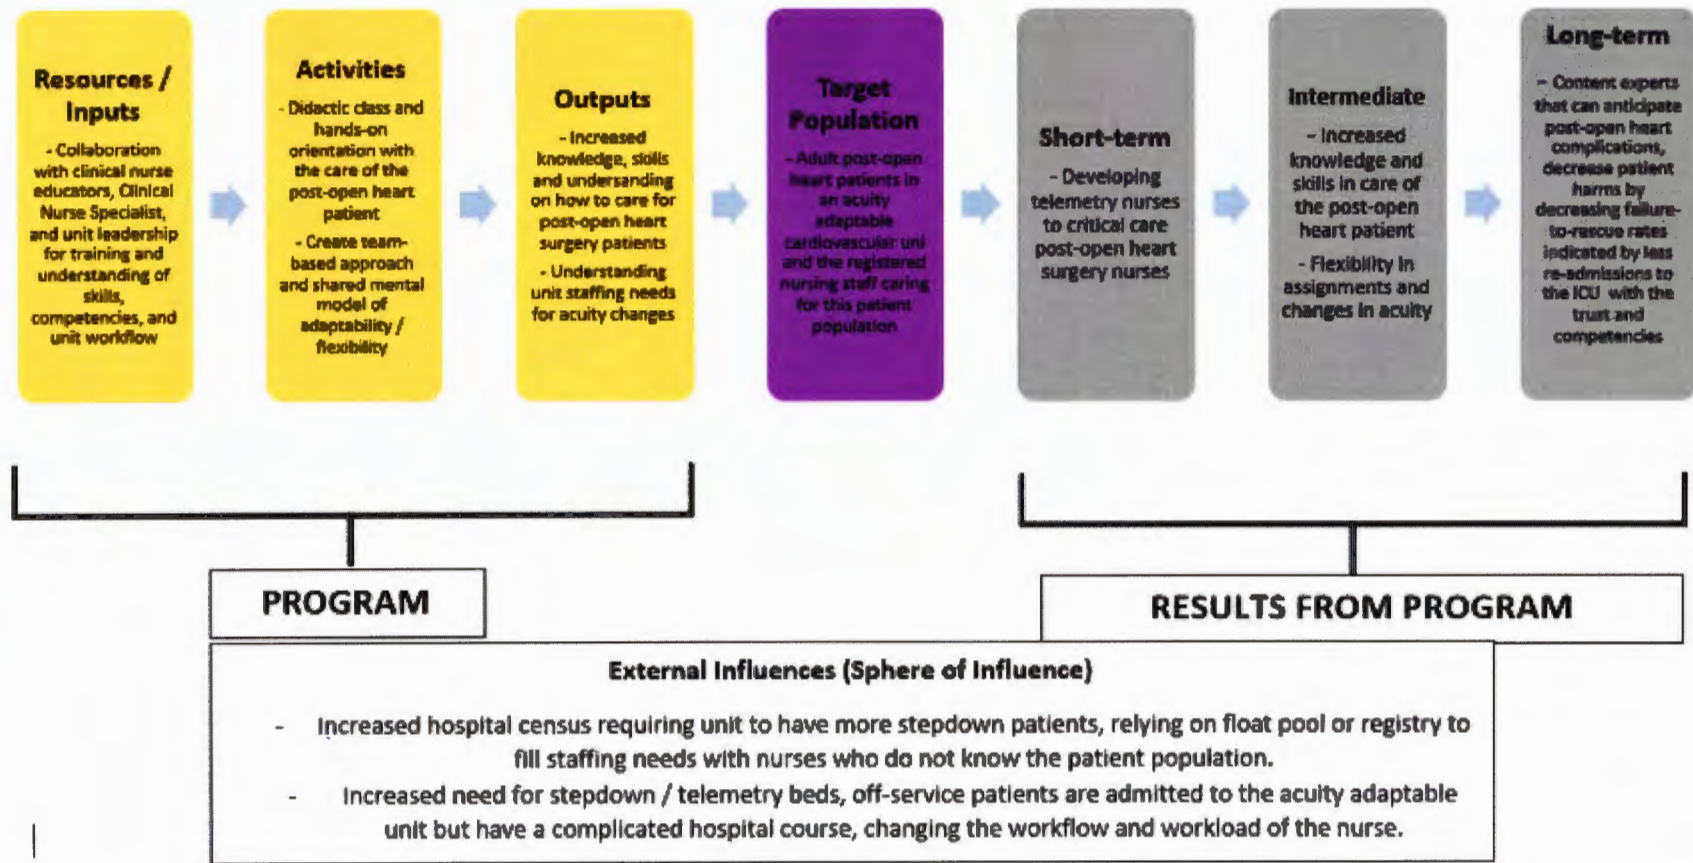 Resources /
Inputs
- Collaboration
with clinical nurse
educators, Clinical
Nurse Specialist,
and unit leadership
for training and
understanding of
skills,
competencies, and
unit workflow
Activities
- Didactic class and
hands-on
orientation with
the care of the
post-open heart
patient
- Create team-
based approach
and shared mental
model of
adaptability /
flexibility
Outputs
- Increased
knowledge, skills
and undersanding
on how to care for
post-open heart
surgery patients
- Understanding
unit staffing needs
for acuity changes
Target
Population
- Adult post-open
heart patients in
an acuity
adaptable
cardiovascular uni
and the registered
nursing staff caring
for this patient
population
Short-term
- Developing
telemetry nurses
to critical care
post-open heart
surgery nurses
Intermediate
- Increased
knowledge and
skills in care of
the post-open
heart patient
- Flexibility in
assignments and
changes in acuity
Long-term
- Content experts
that can anticipate
post-open heart
complications,
decrease patient
harms by
decreasing failure-
to-rescue rates
indicated by less
re-admissions to
the ICU with the
trust and
competencies
PROGRAM
RESULTS FROM PROGRAM
External Influences (Sphere of Influence)
- Increased hospital census requiring unit to have more stepdown patients, relying on float pool or registry to
fill staffing needs with nurses who do not know the patient population.
- Increased need for stepdown / telemetry beds, off-service patients are admitted to the acuity adaptable
unit but have a complicated hospital course, changing the workflow and workload of the nurse.